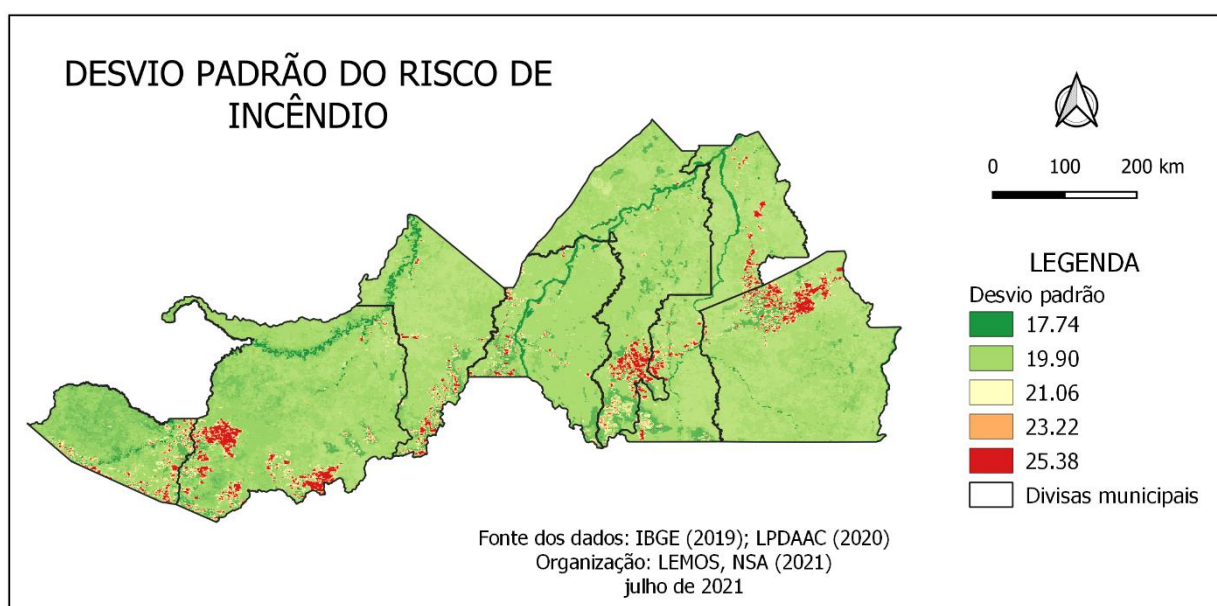 DESVIO PADRÃO DO RISCO DE
INCÊNDIO
0 100 200 km
LEGENDA
Desvio padrão
17.74
19.90
21.06
23.22
25.38
Divisas municipais
Fonte dos dados: IBGE (2019); LPDAAC (2020)
Organização: LEMOS, NSA (2021)
julho de 2021